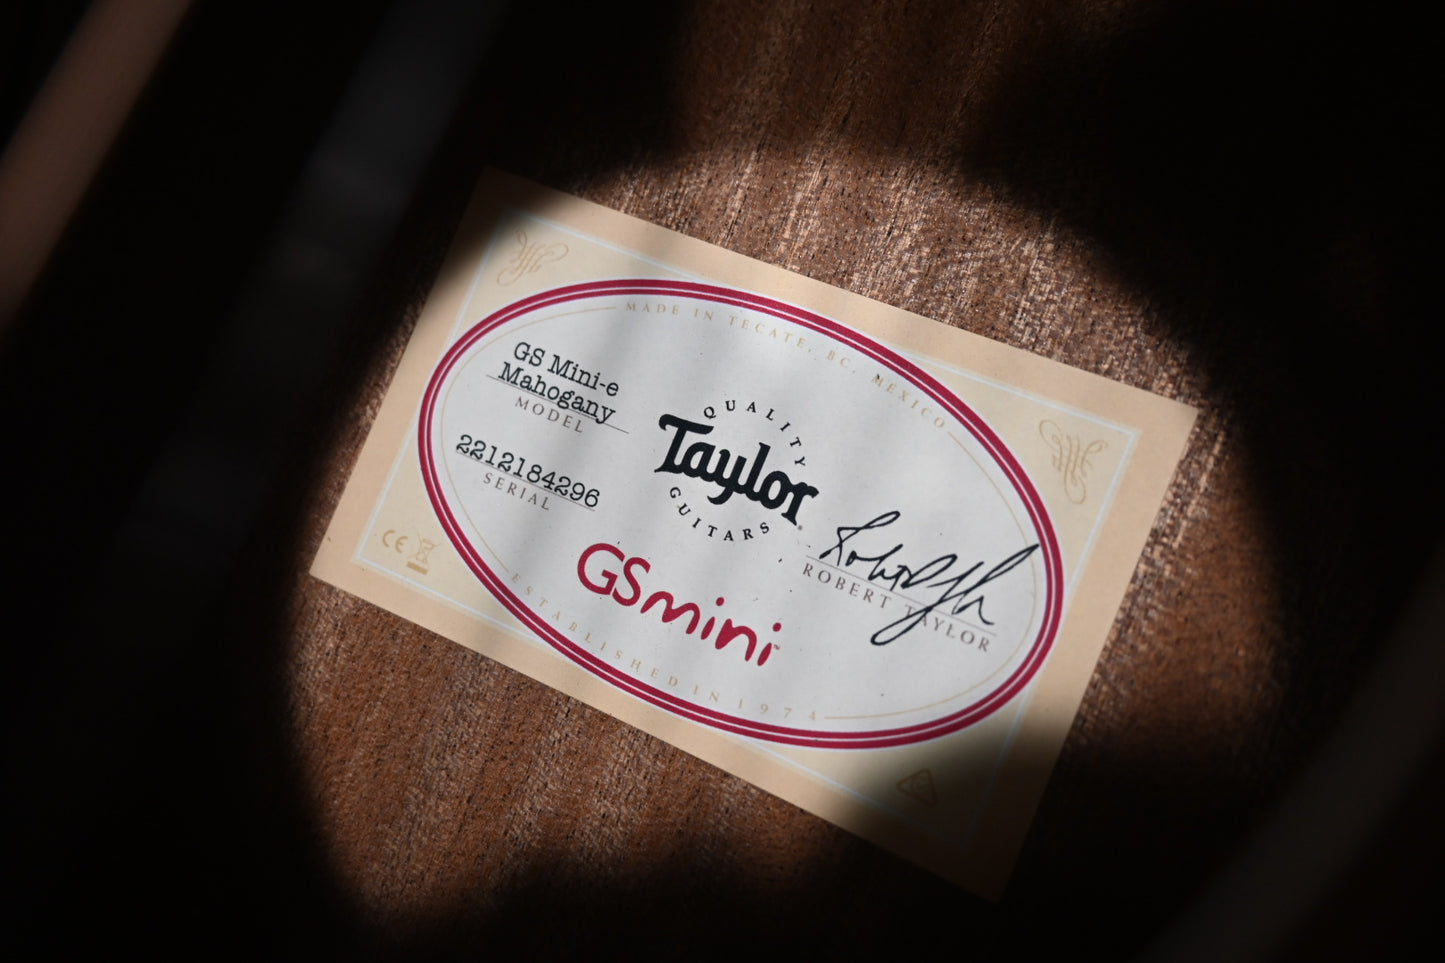 MADE IN TECATE, BC, MEXICO
GS Mini-e
Mahogany
MODEL
2212184296
SERIAL
QUALITY
Taylor
GUITARS
GSmini
ROBERT TAYLOR
ESTABLISHED IN 1974
CE